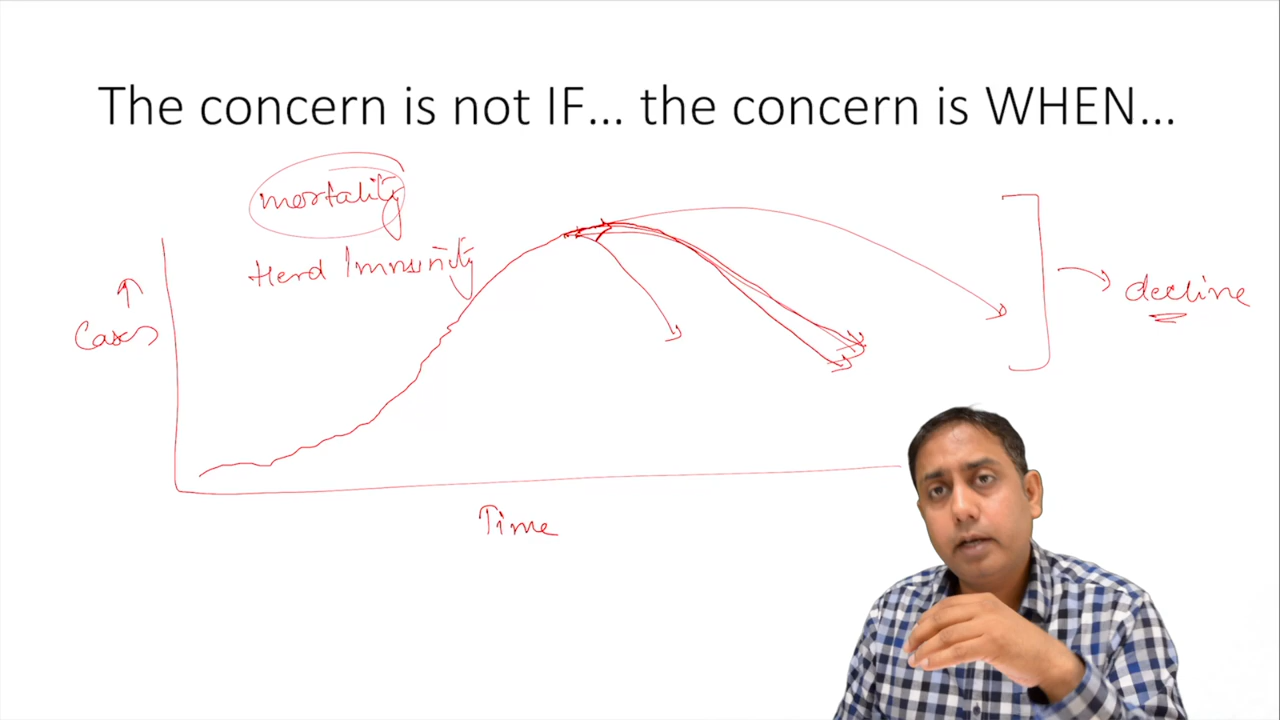 The concern is not IF... the concern is WHEN...
mortality
Herd Immunity
Cases
decline
Time